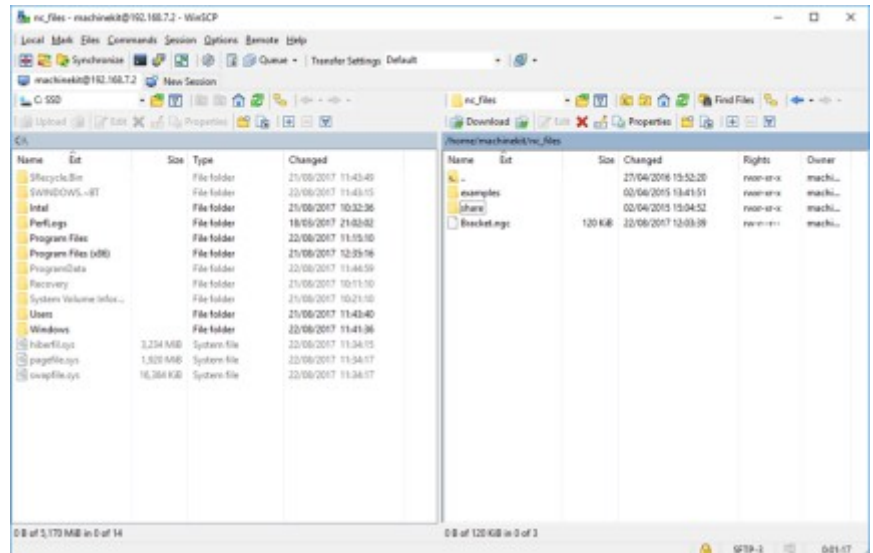 nc_files - machinekit@192.168.7.2 - WinSCP
Local Mark Files Commands Session Options Remote Help
Synchronize Queue Transfer Settings Default
machinekit@192.168.7.2 New Session
C: SSD nc_files Find Files
Upload Edit Properties Download Edit Properties
C:\ /home/machinekit/nc_files
Name Ext Size Type Changed Name Ext Size Changed Rights Owner
$Recycle.Bin File folder 21/08/2017 11:43:49 .. 27/04/2016 15:52:20 rwxr-xr-x machi...
$WINDOWS.~BT File folder 22/08/2017 11:43:15 examples 02/04/2015 13:41:51 rwxr-xr-x machi...
Intel File folder 21/08/2017 10:32:36 share 02/04/2015 15:04:52 rwxr-xr-x machi...
PerfLogs File folder 18/03/2017 21:02:02 Bracket.ngc 120 KiB 22/08/2017 12:03:39 rw-r--r-- machi...
Program Files File folder 22/08/2017 11:15:10
Program Files (x86) File folder 21/08/2017 12:35:16
ProgramData File folder 22/08/2017 11:44:59
Recovery File folder 21/08/2017 10:11:10
System Volume Infor... File folder 21/08/2017 10:21:10
Users File folder 21/08/2017 11:43:40
Windows File folder 22/08/2017 11:41:36
hiberfil.sys 3,234 MiB System file 22/08/2017 11:34:15
pagefile.sys 1,920 MiB System file 22/08/2017 11:34:17
swapfile.sys 16,384 KiB System file 22/08/2017 11:34:17
0 B of 5,170 MiB in 0 of 14 0 B of 120 KiB in 0 of 3
SFTP-3 0:01:17